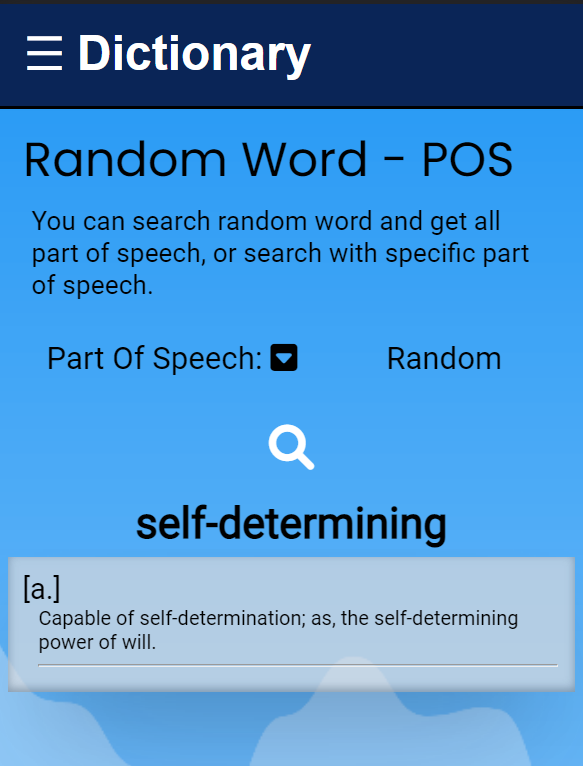 ☰ Dictionary
Random Word - POS
You can search random word and get all
part of speech, or search with specific part
of speech.
Part Of Speech: Random
self-determining
[a.]
Capable of self-determination; as, the self-determining
power of will.